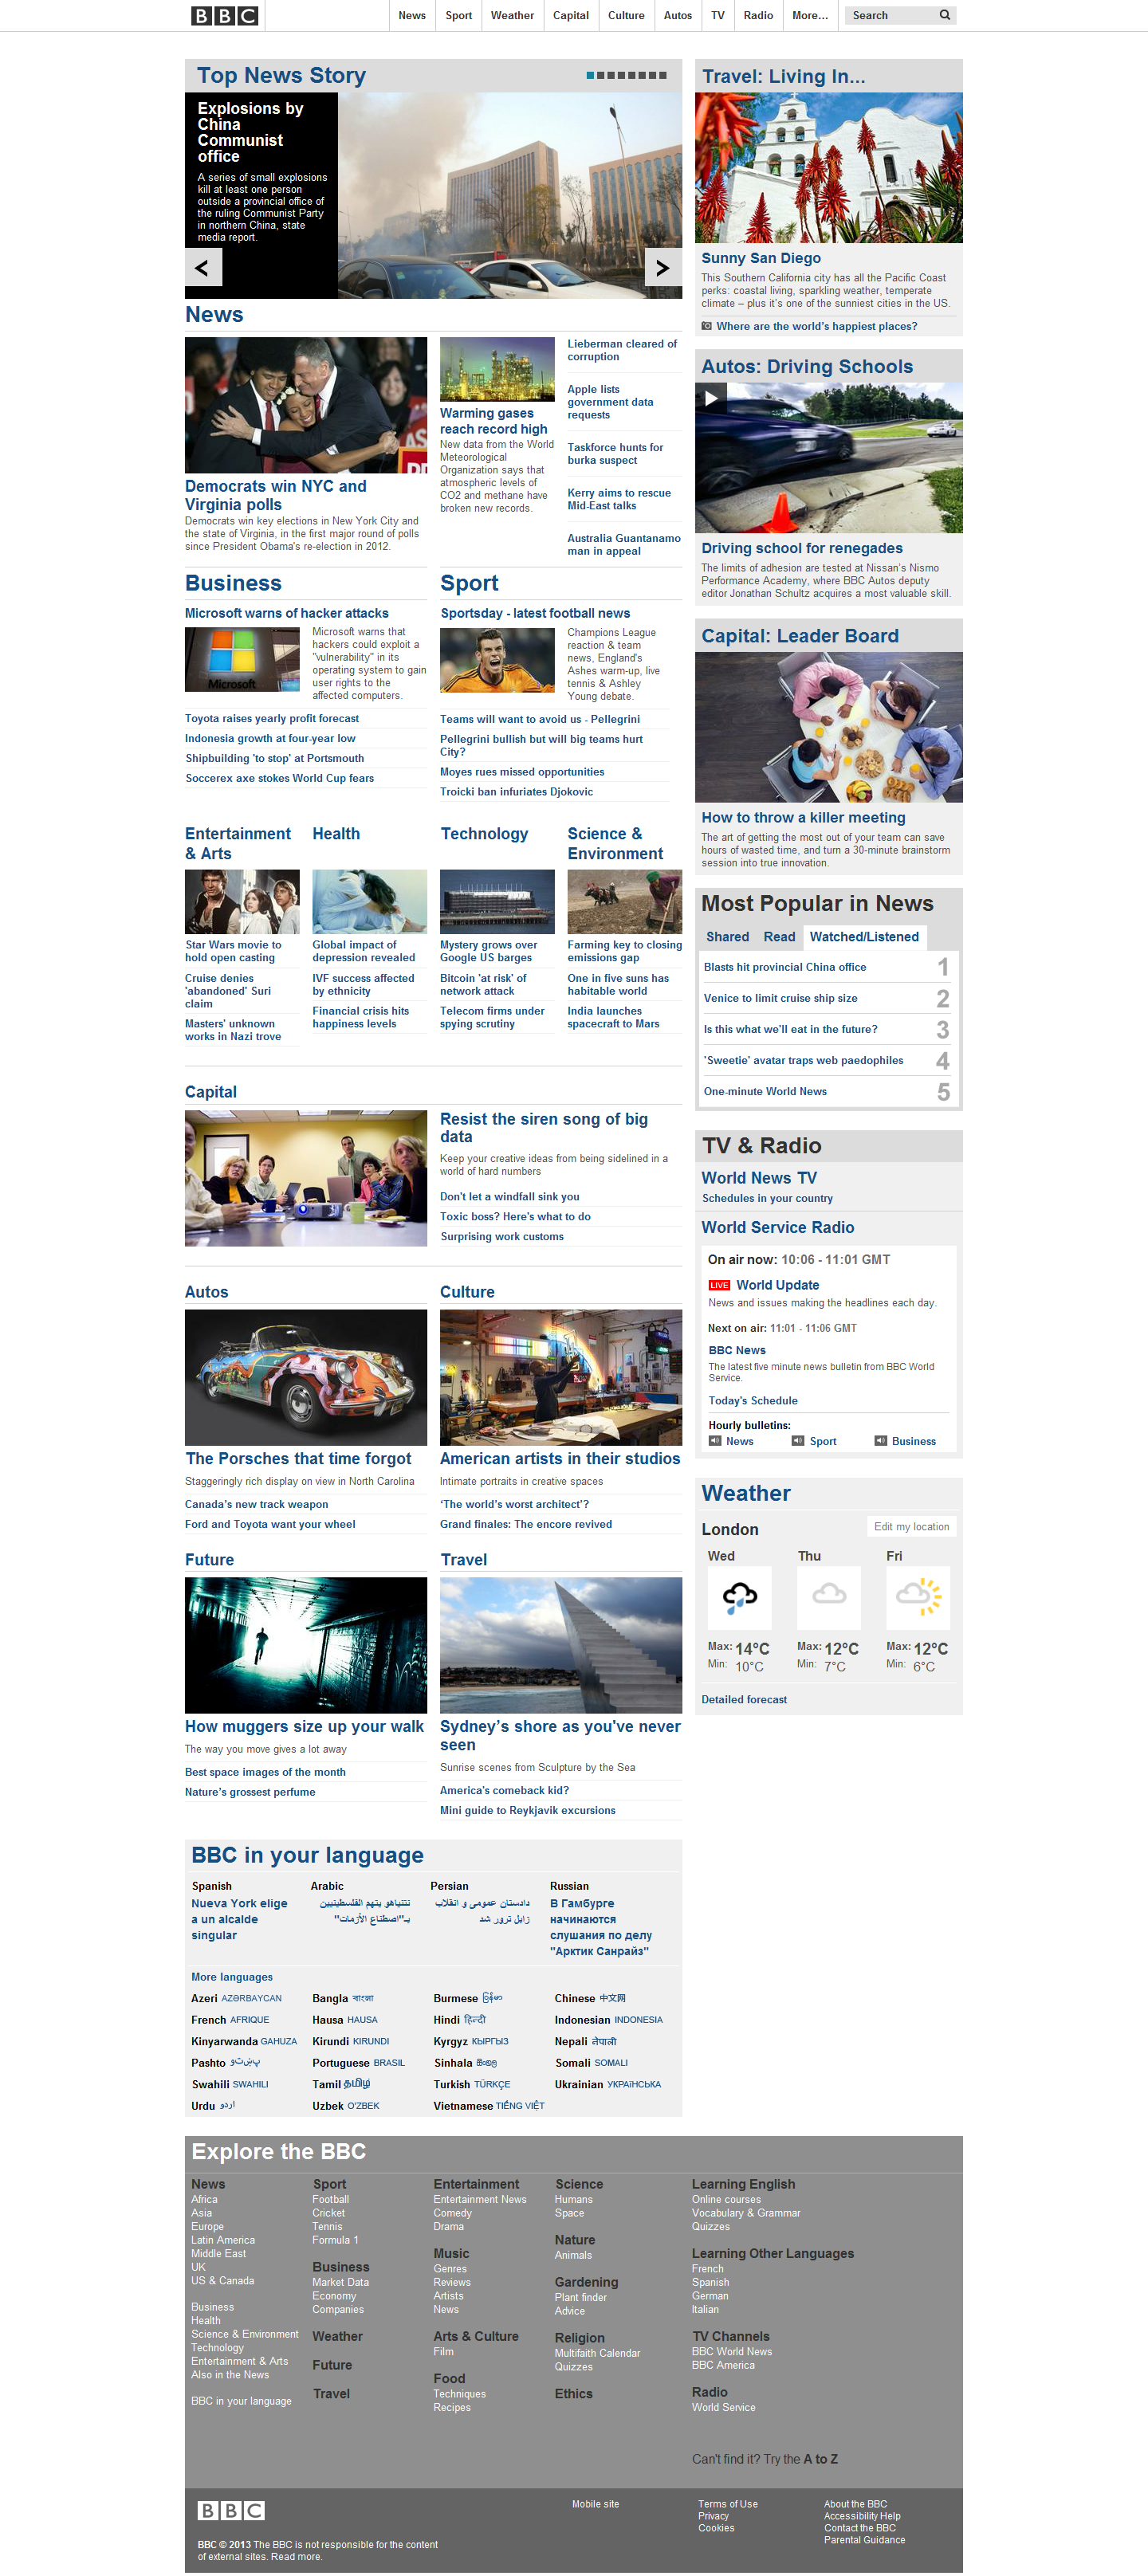 BBC
News
Sport
Weather
Capital
Culture
Autos
TV
Radio
More...
Search
Top News Story
Explosions by
China
Communist
office
A series of small explosions
kill at least one person
outside a provincial office of
the ruling Communist Party
in northern China, state
media report.
News
Democrats win NYC and
Virginia polls
Democrats win key elections in New York City and
the state of Virginia, in the first major round of polls
since President Obama's re-election in 2012.
Warming gases
reach record high
New data from the World
Meteorological
Organization says that
atmospheric levels of
CO2 and methane have
broken new records.
Lieberman cleared of
corruption
Apple lists
government data
requests
Taskforce hunts for
burka suspect
Kerry aims to rescue
Mid-East talks
Australia Guantanamo
man in appeal
Business
Microsoft warns of hacker attacks
Microsoft
Microsoft warns that
hackers could exploit a
"vulnerability" in its
operating system to gain
user rights to the
affected computers.
Toyota raises yearly profit forecast
Indonesia growth at four-year low
Shipbuilding 'to stop' at Portsmouth
Soccerex axe stokes World Cup fears
Sport
Sportsday - latest football news
Champions League
reaction & team
news, England's
Ashes warm-up, live
tennis & Ashley
Young debate.
Teams will want to avoid us - Pellegrini
Pellegrini bullish but will big teams hurt
City?
Moyes rues missed opportunities
Troicki ban infuriates Djokovic
Entertainment
& Arts
Star Wars movie to
hold open casting
Cruise denies
'abandoned' Suri
claim
Masters' unknown
works in Nazi trove
Health
Global impact of
depression revealed
IVF success affected
by ethnicity
Financial crisis hits
happiness levels
Technology
Mystery grows over
Google US barges
Bitcoin 'at risk' of
network attack
Telecom firms under
spying scrutiny
Science &
Environment
Farming key to closing
emissions gap
One in five suns has
habitable world
India launches
spacecraft to Mars
Capital
Resist the siren song of big
data
Keep your creative ideas from being sidelined in a
world of hard numbers
Don't let a windfall sink you
Toxic boss? Here's what to do
Surprising work customs
Autos
The Porsches that time forgot
Staggeringly rich display on view in North Carolina
Canada's new track weapon
Ford and Toyota want your wheel
Culture
American artists in their studios
Intimate portraits in creative spaces
‘The world's worst architect’?
Grand finales: The encore revived
Future
How muggers size up your walk
The way you move gives a lot away
Best space images of the month
Nature's grossest perfume
Travel
Sydney's shore as you've never
seen
Sunrise scenes from Sculpture by the Sea
America's comeback kid?
Mini guide to Reykjavik excursions
Travel: Living In...
Sunny San Diego
This Southern California city has all the Pacific Coast
perks: coastal living, sparkling weather, temperate
climate – plus it's one of the sunniest cities in the US.
Where are the world's happiest places?
Autos: Driving Schools
Driving school for renegades
The limits of adhesion are tested at Nissan's Nismo
Performance Academy, where BBC Autos deputy
editor Jonathan Schultz acquires a most valuable skill.
Capital: Leader Board
How to throw a killer meeting
The art of getting the most out of your team can save
hours of wasted time, and turn a 30-minute brainstorm
session into true innovation.
Most Popular in News
Shared
Read
Watched/Listened
Blasts hit provincial China office 1
Venice to limit cruise ship size 2
Is this what we'll eat in the future? 3
'Sweetie' avatar traps web paedophiles 4
One-minute World News 5
TV & Radio
World News TV
Schedules in your country
World Service Radio
On air now: 10:06 - 11:01 GMT
LIVE World Update
News and issues making the headlines each day.
Next on air: 11:01 - 11:06 GMT
BBC News
The latest five minute news bulletin from BBC World
Service.
Today's Schedule
Hourly bulletins:
News
Sport
Business
Weather
London
Edit my location
Wed
Thu
Fri
Max: 14°C
Max: 12°C
Max: 12°C
Min: 10°C
Min: 7°C
Min: 6°C
Detailed forecast
BBC in your language
Spanish
Nueva York elige
a un alcalde
singular
Arabic
نتنياهو يتهم الفلسطينيين
بـ"اصطناع الأزمات"
Persian
دادستان عمومی و انقلاب
زابل ترور شد
Russian
В Гамбурге
начинаются
слушания по делу
"Арктик Санрайз"
More languages
Azeri AZƏRBAYCAN
Bangla বাংলা
Burmese မြန်မာ
Chinese 中文网
French AFRIQUE
Hausa HAUSA
Hindi हिन्दी
Indonesian INDONESIA
Kinyarwanda GAHUZA
Kirundi KIRUNDI
Kyrgyz КЫРГЫЗ
Nepali नेपाली
Pashto پښتو
Portuguese BRASIL
Sinhala සිංහල
Somali SOMALI
Swahili SWAHILI
Tamil தமிழ்
Turkish TÜRKÇE
Ukrainian УКРАЇНСЬКА
Urdu اردو
Uzbek O'ZBEK
Vietnamese TIẾNG VIỆT
Explore the BBC
News
Africa
Asia
Europe
Latin America
Middle East
UK
US & Canada
Business
Health
Science & Environment
Technology
Entertainment & Arts
Also in the News
BBC in your language
Sport
Football
Cricket
Tennis
Formula 1
Business
Market Data
Economy
Companies
Weather
Future
Travel
Entertainment
Entertainment News
Comedy
Drama
Music
Genres
Reviews
Artists
News
Arts & Culture
Film
Food
Techniques
Recipes
Science
Humans
Space
Nature
Animals
Gardening
Plant finder
Advice
Religion
Multifaith Calendar
Quizzes
Ethics
Learning English
Online courses
Vocabulary & Grammar
Quizzes
Learning Other Languages
French
Spanish
German
Italian
TV Channels
BBC World News
BBC America
Radio
World Service
Can't find it? Try the A to Z
BBC
Mobile site
Terms of Use
Privacy
Cookies
About the BBC
Accessibility Help
Contact the BBC
Parental Guidance
BBC © 2013 The BBC is not responsible for the content
of external sites. Read more.